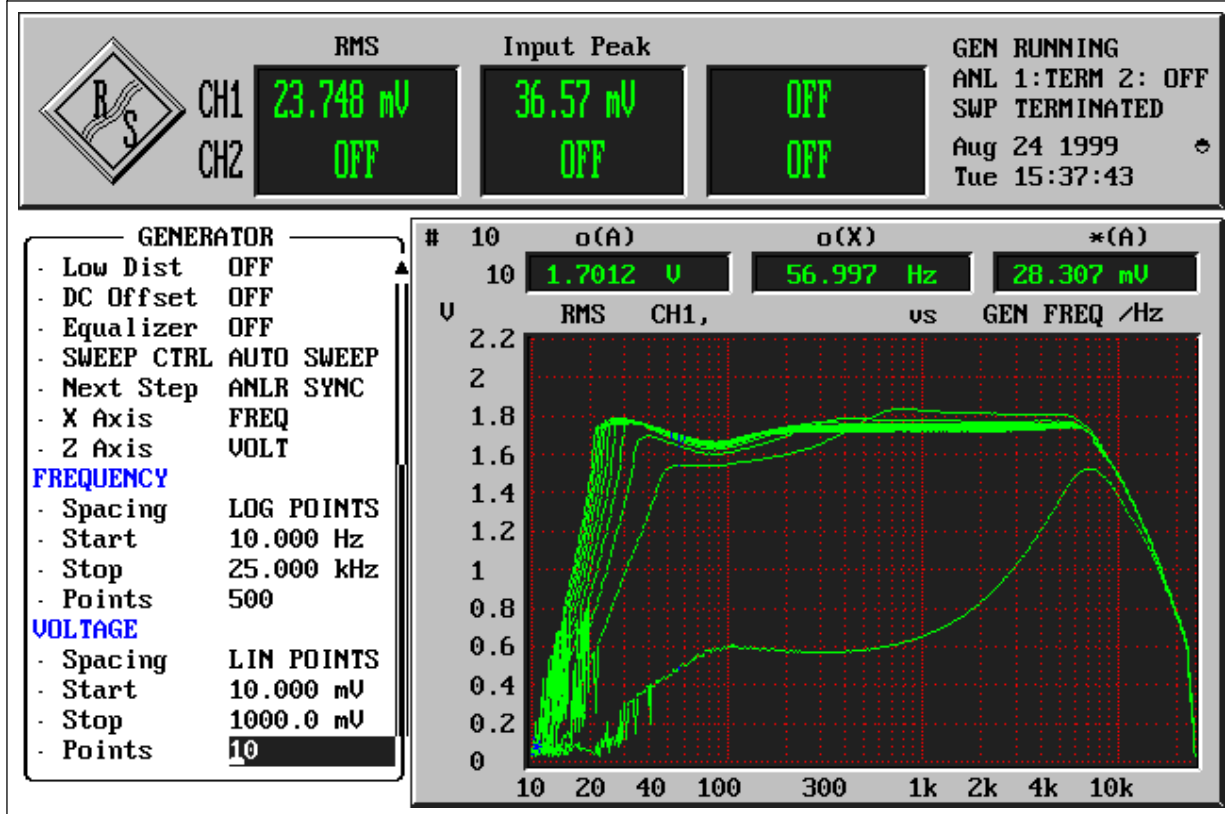 R S
RMS Input Peak
CH1 23.748 mV 36.57 mV OFF
CH2 OFF OFF OFF
GEN RUNNING
ANL 1:TERM 2: OFF
SWP TERMINATED
Aug 24 1999
Tue 15:37:43
GENERATOR
· Low Dist OFF
· DC Offset OFF
· Equalizer OFF
· SWEEP CTRL AUTO SWEEP
· Next Step ANLR SYNC
· X Axis FREQ
· Z Axis VOLT
FREQUENCY
· Spacing LOG POINTS
· Start 10.000 Hz
· Stop 25.000 kHz
· Points 500
VOLTAGE
· Spacing LIN POINTS
· Start 10.000 mV
· Stop 1000.0 mV
· Points 10
# 10 o(A) o(X) *(A)
10 1.7012 V 56.997 Hz 28.307 mV
V RMS CH1, vs GEN FREQ /Hz
2.2
2
1.8
1.6
1.4
1.2
1
0.8
0.6
0.4
0.2
0
10 20 40 100 300 1k 2k 4k 10k